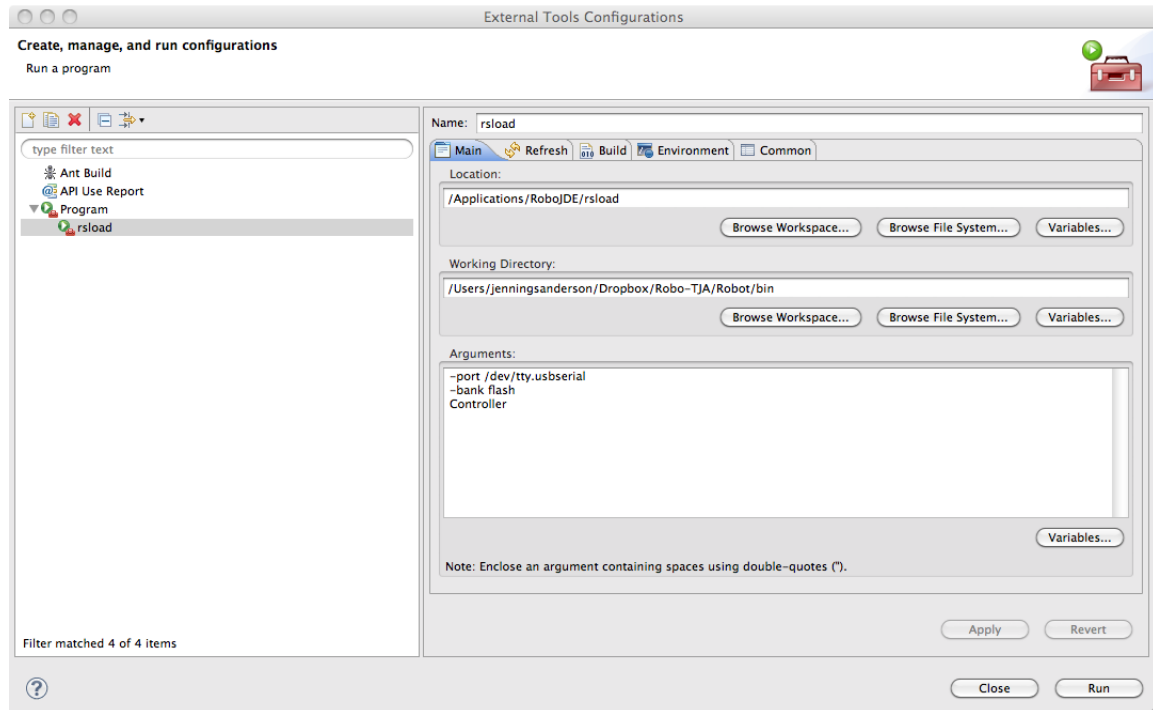 External Tools Configurations
Create, manage, and run configurations
Run a program
type filter text
Ant Build
API Use Report
Program
rsload
Filter matched 4 of 4 items
Name: rsload
Main Refresh Build Environment Common
Location:
/Applications/RoboJDE/rsload
Browse Workspace... Browse File System... Variables...
Working Directory:
/Users/jenningsanderson/Dropbox/Robo-TJA/Robot/bin
Browse Workspace... Browse File System... Variables...
Arguments:
-port /dev/tty.usbserial
-bank flash
Controller
Variables...
Note: Enclose an argument containing spaces using double-quotes (").
Apply Revert
? Close Run